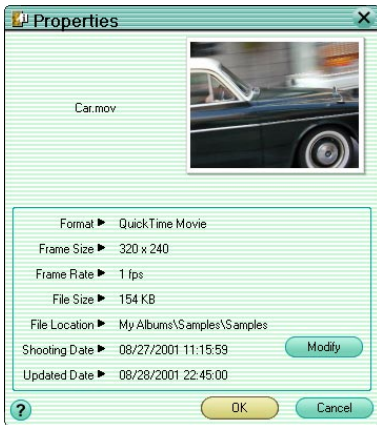 Properties
Car.mov
Format ► QuickTime Movie
Frame Size ► 320 x 240
Frame Rate ► 1 fps
File Size ► 154 KB
File Location ► My Albums\Samples\Samples
Shooting Date ► 08/27/2001 11:15:59
Modify
Updated Date ► 08/28/2001 22:45:00
? OK Cancel